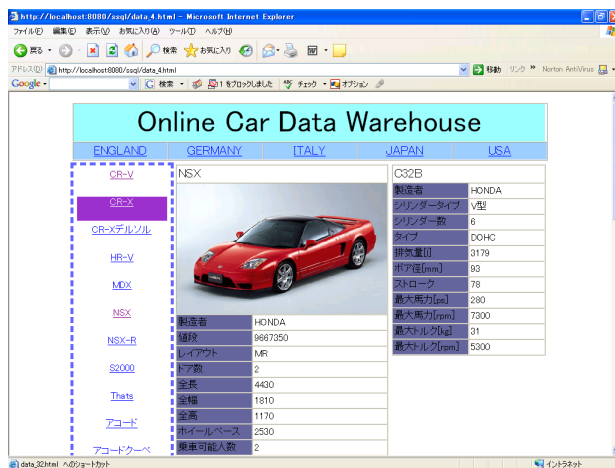 http://localhost:8080/ssql/data_4.html - Microsoft Internet Explorer
ファイル(F) 編集(E) 表示(V) お気に入り(A) ツール(T) ヘルプ(H)
戻る 検索 お気に入り
アドレス(D) http://localhost:8080/ssql/data_4.html 移動 リンク » Norton AntiVirus
Google 検索 1 をブロックしました チェック オプション
Online Car Data Warehouse
ENGLAND GERMANY ITALY JAPAN USA
CR-V
CR-X
CR-Xデルソル
HR-V
MDX
NSX
NSX-R
S2000
Thats
アコード
アコードクーペ
NSX
製造者 HONDA
値段 9667350
レイアウト MR
ドア数 2
全長 4430
全幅 1810
全高 1170
ホイールベース 2530
乗車可能人数 2
C32B
製造者 HONDA
シリンダータイプ V型
シリンダー数 6
タイプ DOHC
排気量[l] 3179
ボア径[mm] 93
ストローク 78
最大馬力[ps] 280
最大馬力[rpm] 7300
最大トルク[kg] 31
最大トルク[rpm] 5300
data_32.html へのショートカット
イントラネット